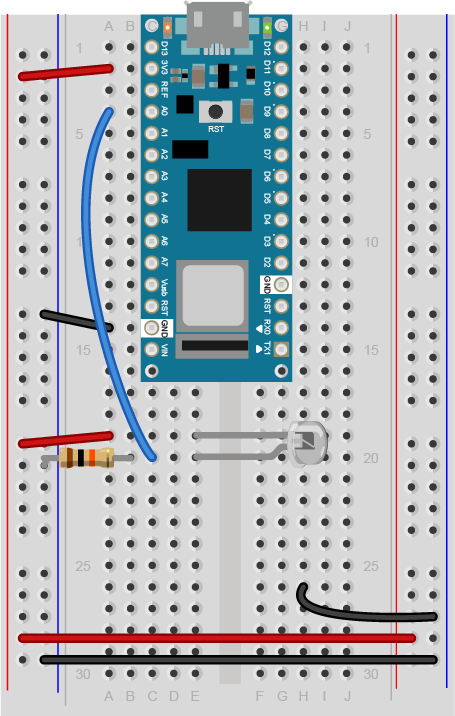 A B C G H I J
1 D13 D12 1
3V3 D11
REF D10
A0 D9
RST
5 A1 D8 5
A2 D7
A3 D6
A4 D5
A5 D4
10 A6 D3 10
A7 D2
Vusb GND
RST RST
GND RX0
15 VIN TX1 15
20 20
25 25
30 30
A B C D E F G H I J